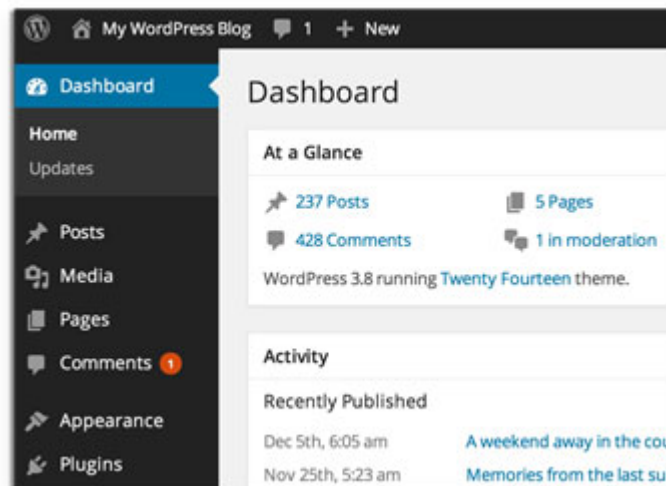 My WordPress Blog 1 + New
Dashboard
Home
Updates
Posts
Media
Pages
Comments 1
Appearance
Plugins
Dashboard
At a Glance
237 Posts 5 Pages
428 Comments 1 in moderation
WordPress 3.8 running Twenty Fourteen theme.
Activity
Recently Published
Dec 5th, 6:05 am A weekend away in the
Nov 25th, 5:23 am Memories from the last